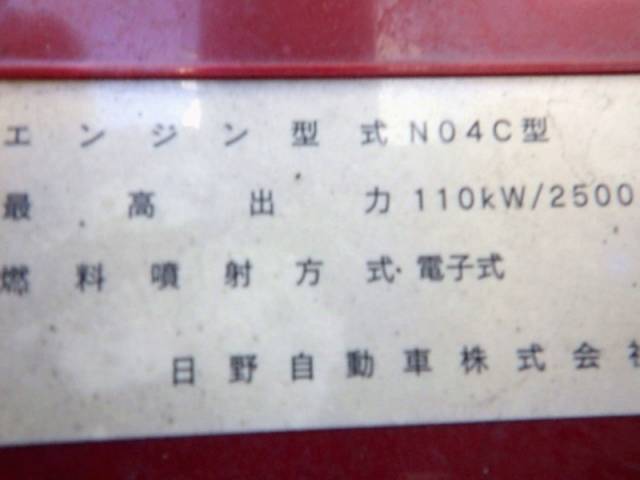 エンジン型式 N04C型
最高出力 110kW/2500
燃料噴射方式 電子式
日野自動車株式会社